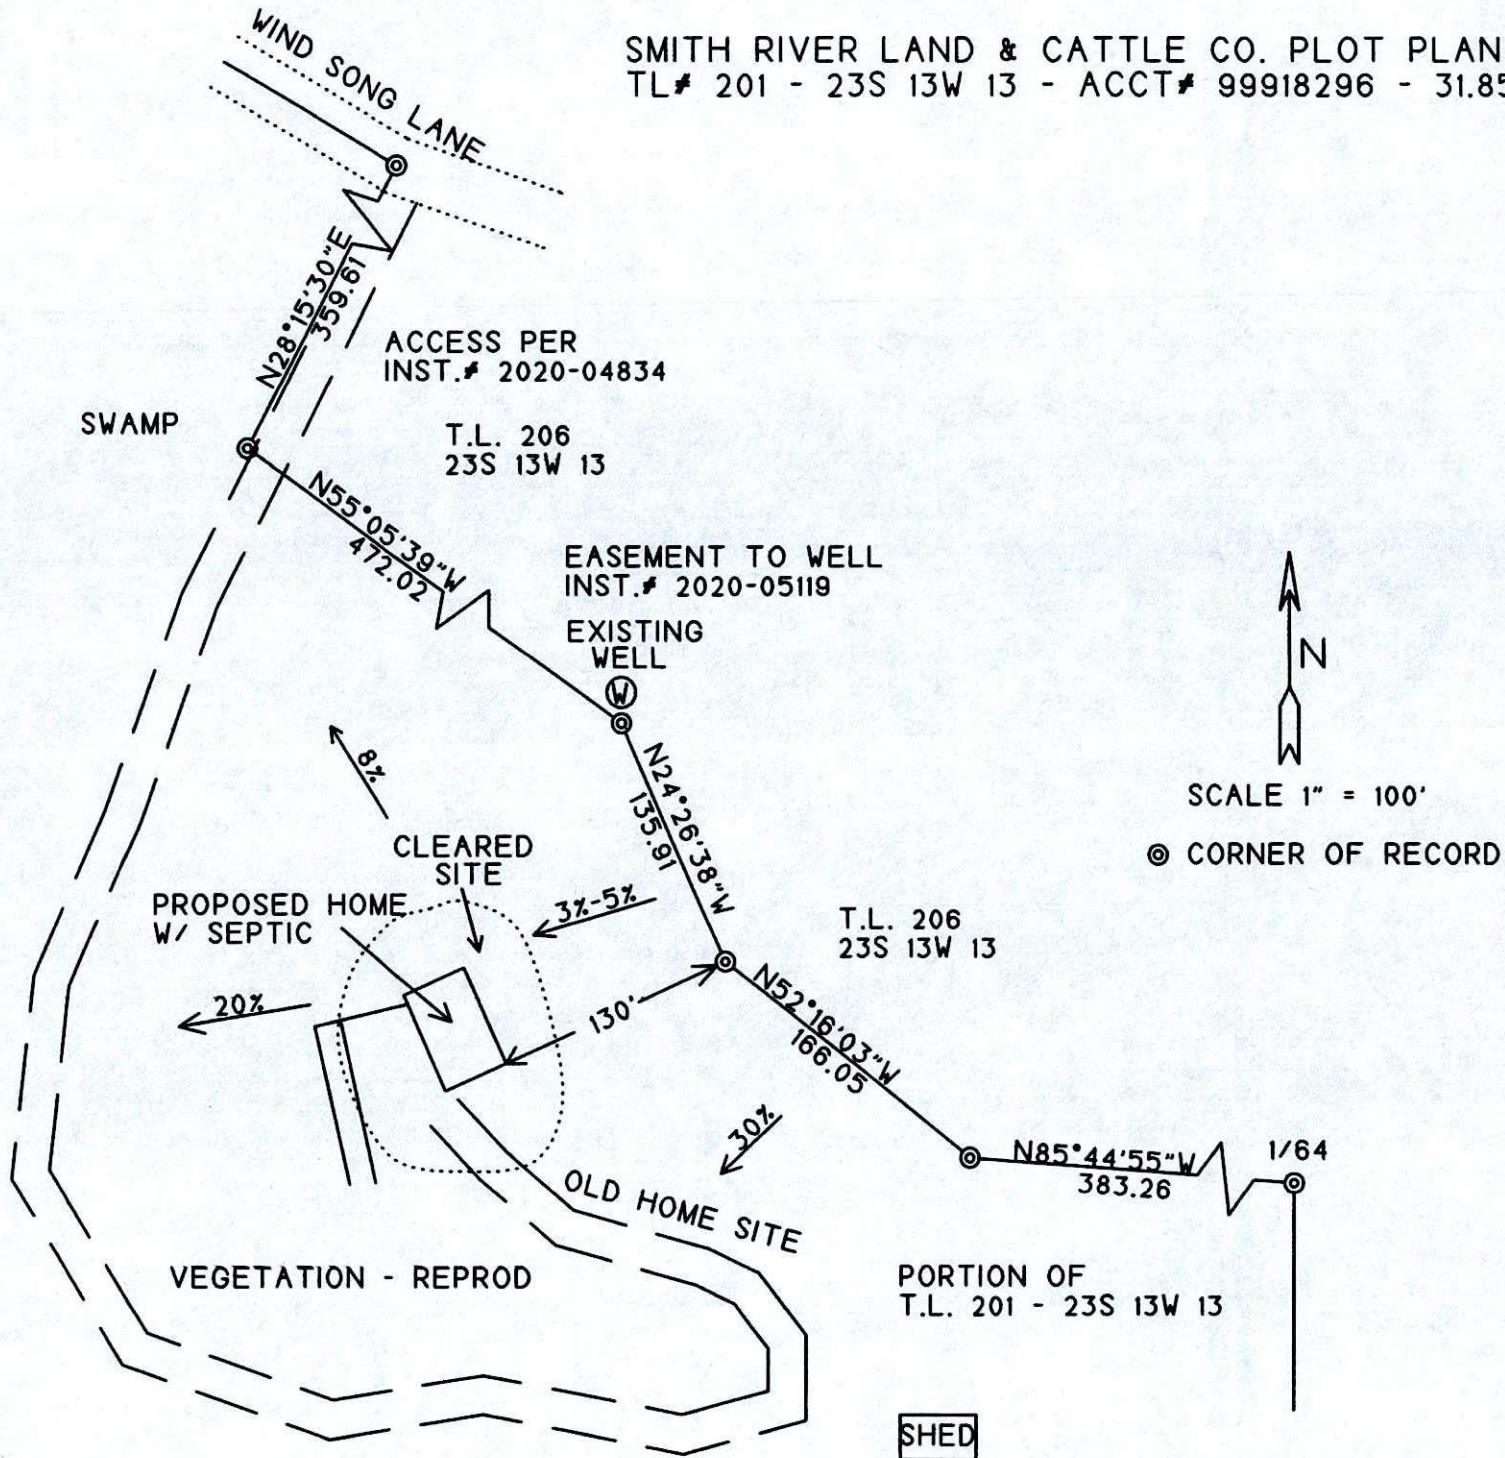 SMITH RIVER LAND & CATTLE CO. PLOT PLAN
TL# 201 - 23S 13W 13 - ACCT# 99918296 - 31.85
WIND SONG LANE
N28°15'30"E
359.61
ACCESS PER
INST.# 2020-04834
SWAMP
T.L. 206
23S 13W 13
N55°05'39"W
472.02
EASEMENT TO WELL
INST.# 2020-05119
EXISTING
WELL
W
N
SCALE 1" = 100'
CORNER OF RECORD
N24°26'38"W
135.91
8%
CLEARED
SITE
3%-5%
PROPOSED HOME
W/ SEPTIC
T.L. 206
23S 13W 13
20%
130'
N52°16'03"W
166.05
30%
N85°44'55"W
383.26
1/64
OLD HOME SITE
VEGETATION - REPROD
PORTION OF
T.L. 201 - 23S 13W 13
SHED